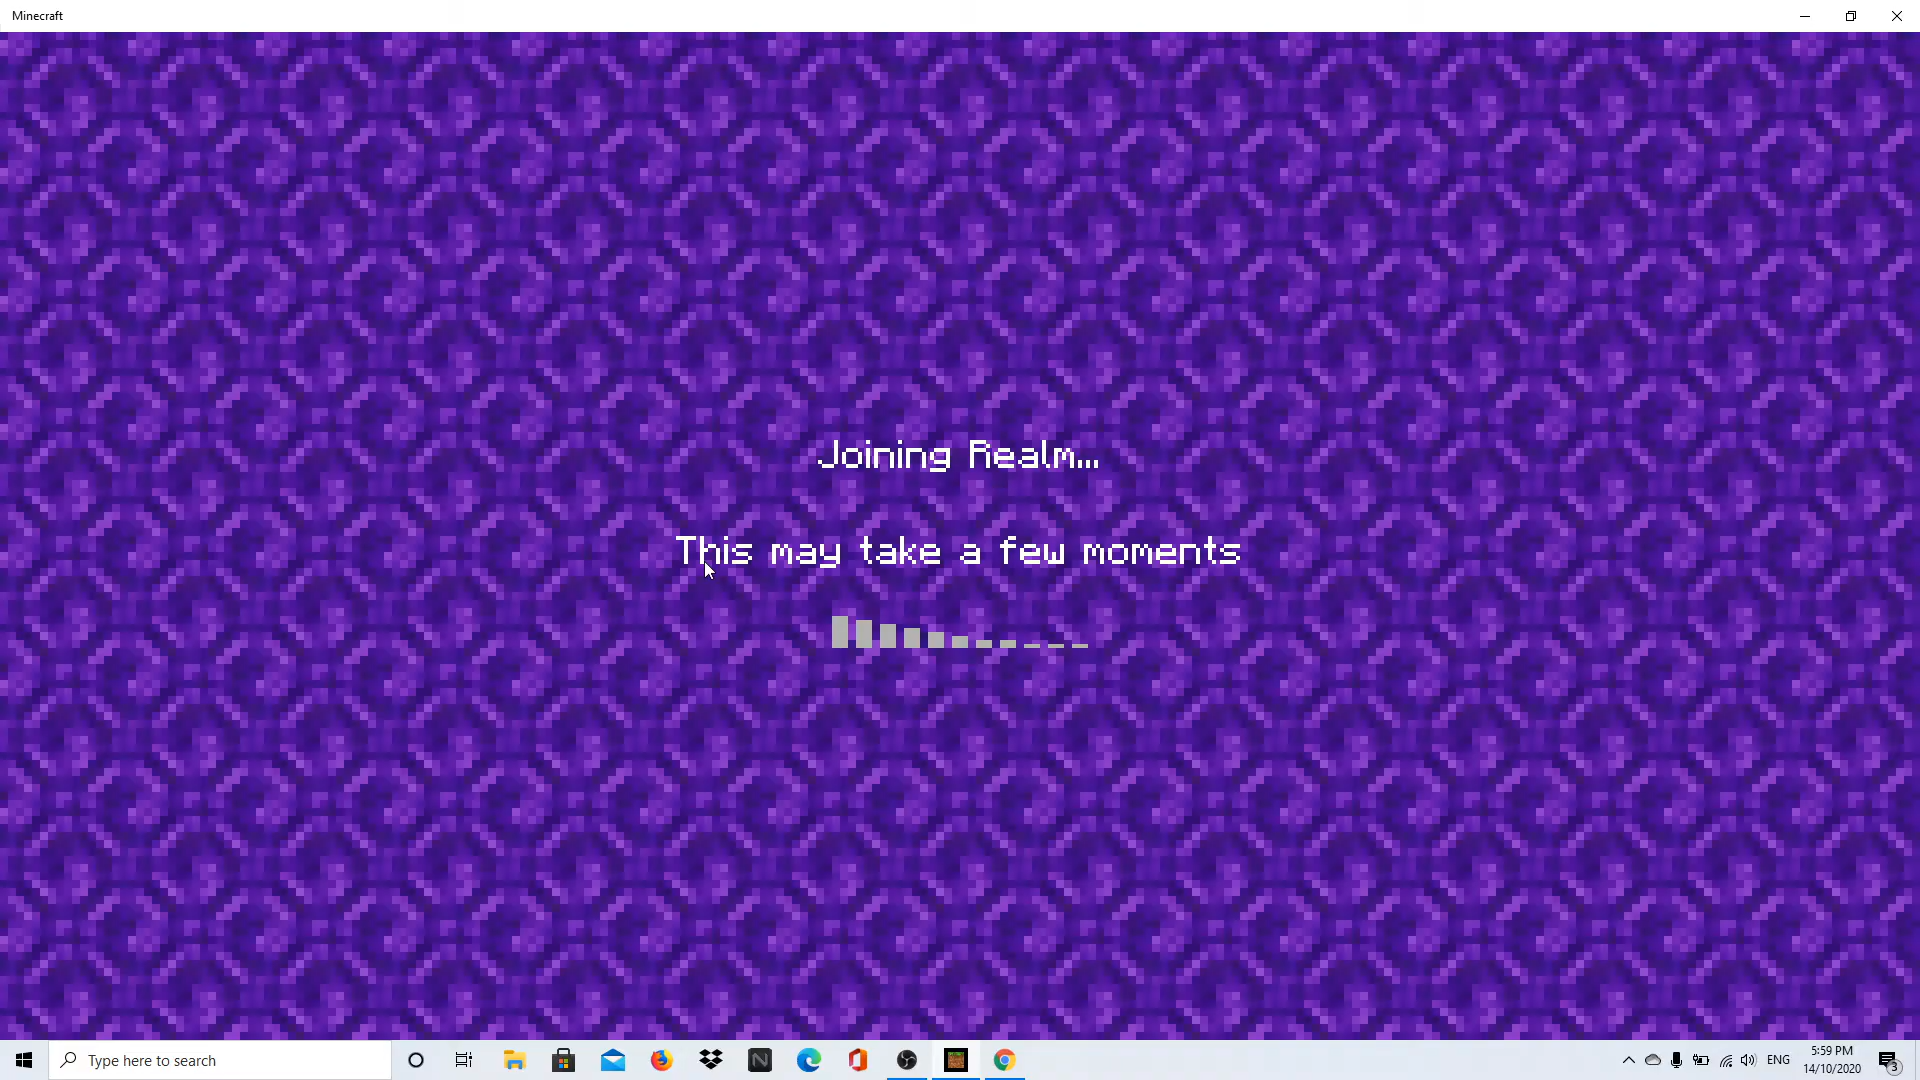 Minecraft
Joining Realm...
This may take a few moments
Type here to search
ENG
5:59 PM
14/10/2020
3